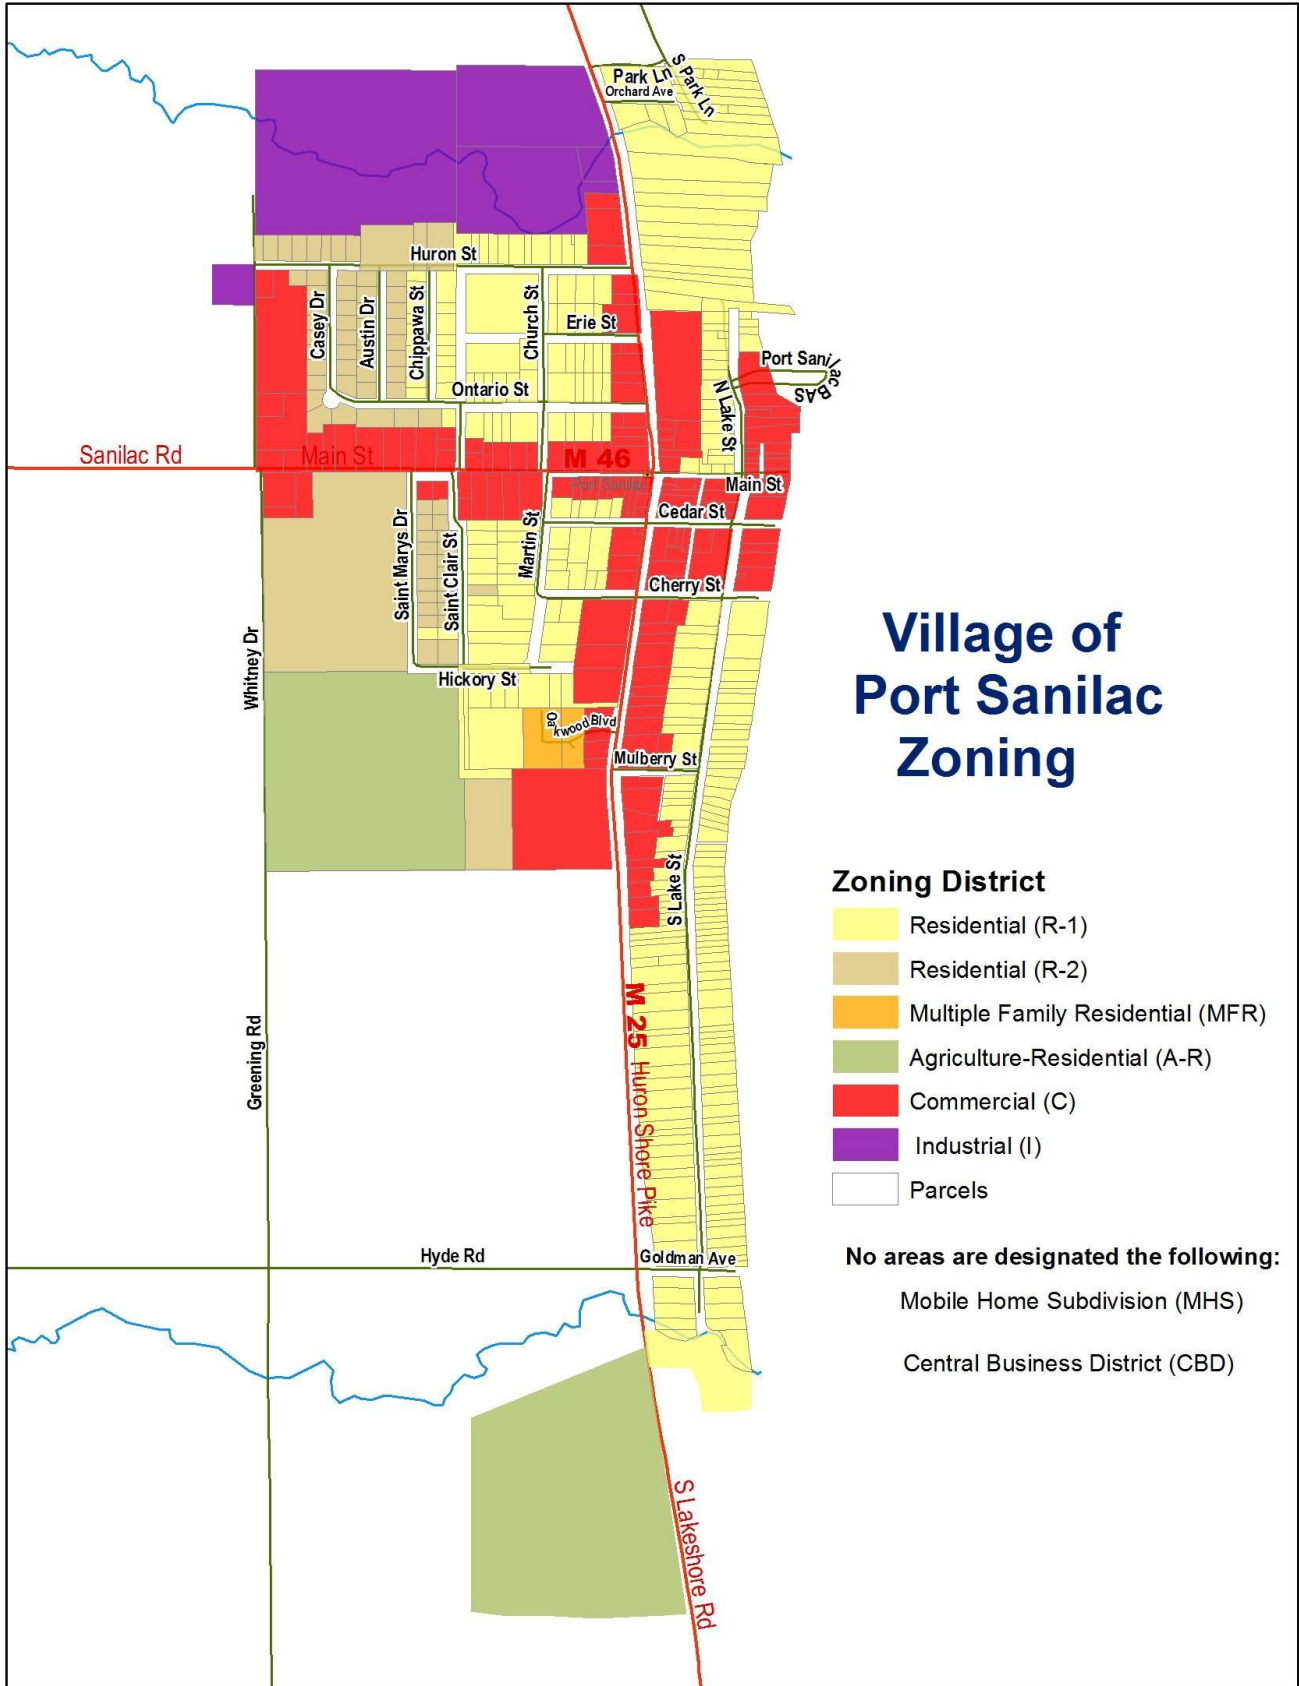 Park Ln
S Park Ln
Orchard Ave
Huron St
Casey Dr
Austin Dr
Chippawa St
Church St
Erie St
Ontario St
Port Sanilac BAS
N Lake St
Sanilac Rd
Main St
M 46
Port Sanilac
Main St
Cedar St
Saint Marys Dr
Saint Clair St
Martin St
Cherry St
Whitney Dr
Hickory St
Oakwood Blvd
Mulberry St
S Lake St
Greening Rd
M 25 Huron Shore Pike
Hyde Rd
Goldman Ave
S Lakeshore Rd
Village of
Port Sanilac
Zoning
Zoning District
Residential (R-1)
Residential (R-2)
Multiple Family Residential (MFR)
Agriculture-Residential (A-R)
Commercial (C)
Industrial (I)
Parcels
No areas are designated the following:
Mobile Home Subdivision (MHS)
Central Business District (CBD)